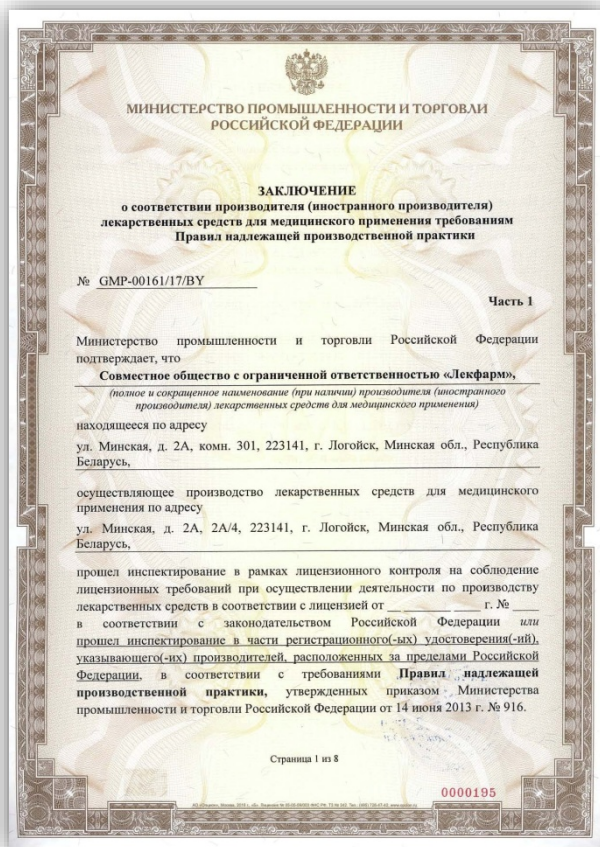 МИНИСТЕРСТВО ПРОМЫШЛЕННОСТИ И ТОРГОВЛИ
РОССИЙСКОЙ ФЕДЕРАЦИИ
ЗАКЛЮЧЕНИЕ
о соответствии производителя (иностранного производителя)
лекарственных средств для медицинского применения требованиям
Правил надлежащей производственной практики
№ GMP-00161/17/BY
Часть 1
Министерство промышленности и торговли Российской Федерации
подтверждает, что
Совместное общество с ограниченной ответственностью «Лекфарм»,
(полное и сокращенное наименование (при наличии) производителя (иностранного
производителя) лекарственных средств для медицинского применения)
находящееся по адресу
ул. Минская, д. 2А, комн. 301, 223141, г. Логойск, Минская обл., Республика
Беларусь,
осуществляющее производство лекарственных средств для медицинского
применения по адресу
ул. Минская, д. 2А, 2А/4, 223141, г. Логойск, Минская обл., Республика
Беларусь,
прошел инспектирование в рамках лицензионного контроля на соблюдение
лицензионных требований при осуществлении деятельности по производству
лекарственных средств в соответствии с лицензией от ___ ___ ___ г. № ___
в соответствии с законодательством Российской Федерации или
прошел инспектирование в части регистрационного(-ых) удостоверения(-ий),
указывающего(-их) производителей, расположенных за пределами Российской
Федерации, в соответствии с требованиями Правил надлежащей
производственной практики, утвержденных приказом Министерства
промышленности и торговли Российской Федерации от 14 июня 2013 г. № 916.
Страница 1 из 8
0000195